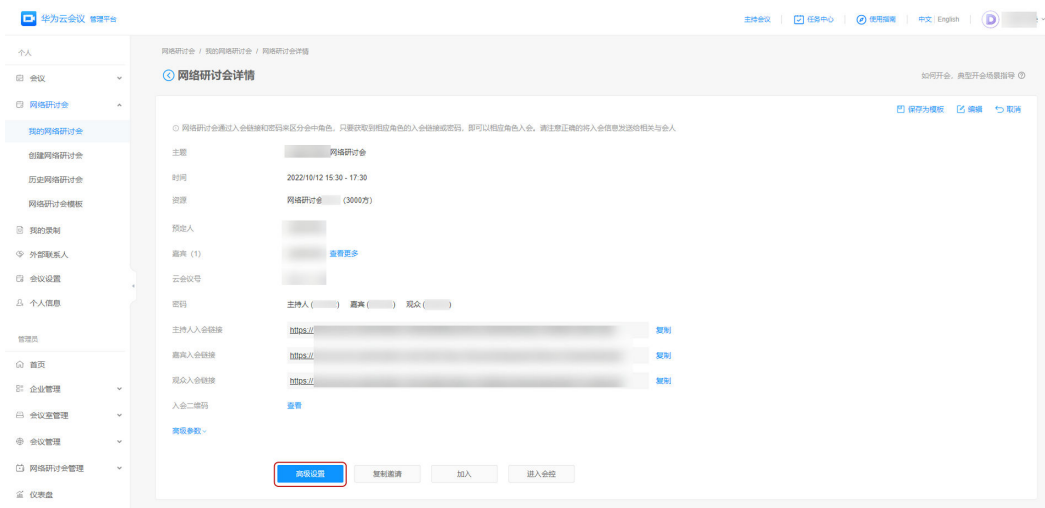 华为云会议 管理平台
主持会议 任务中心 使用指南 中文 English D
个人
会议
网络研讨会
我的网络研讨会
创建网络研讨会
历史网络研讨会
网络研讨会模板
我的录制
外部联系人
会议设置
个人信息
管理员
首页
企业管理
会议室管理
会议管理
网络研讨会管理
仪表盘
网络研讨会 / 我的网络研讨会 / 网络研讨会详情
网络研讨会详情
如何开会，典型开会场景指导
保存为模板 编辑 取消
网络研讨会通过入会链接和密码来区分会中角色，只要获取到相应角色的入会链接或密码，即可以相应角色入会。请注意正确的将入会信息发送给相关与会人
主题 网络研讨会
时间 2022/10/12 15:30 - 17:30
资源 网络研讨会 (3000方)
预定人
嘉宾 (1) 查看更多
云会议号
密码 主持人 ( ) 嘉宾 ( ) 观众 ( )
主持人入会链接 https:// 复制
嘉宾入会链接 https:// 复制
观众入会链接 https:// 复制
入会二维码 查看
高级参数
高级设置 复制邀请 加入 进入会控